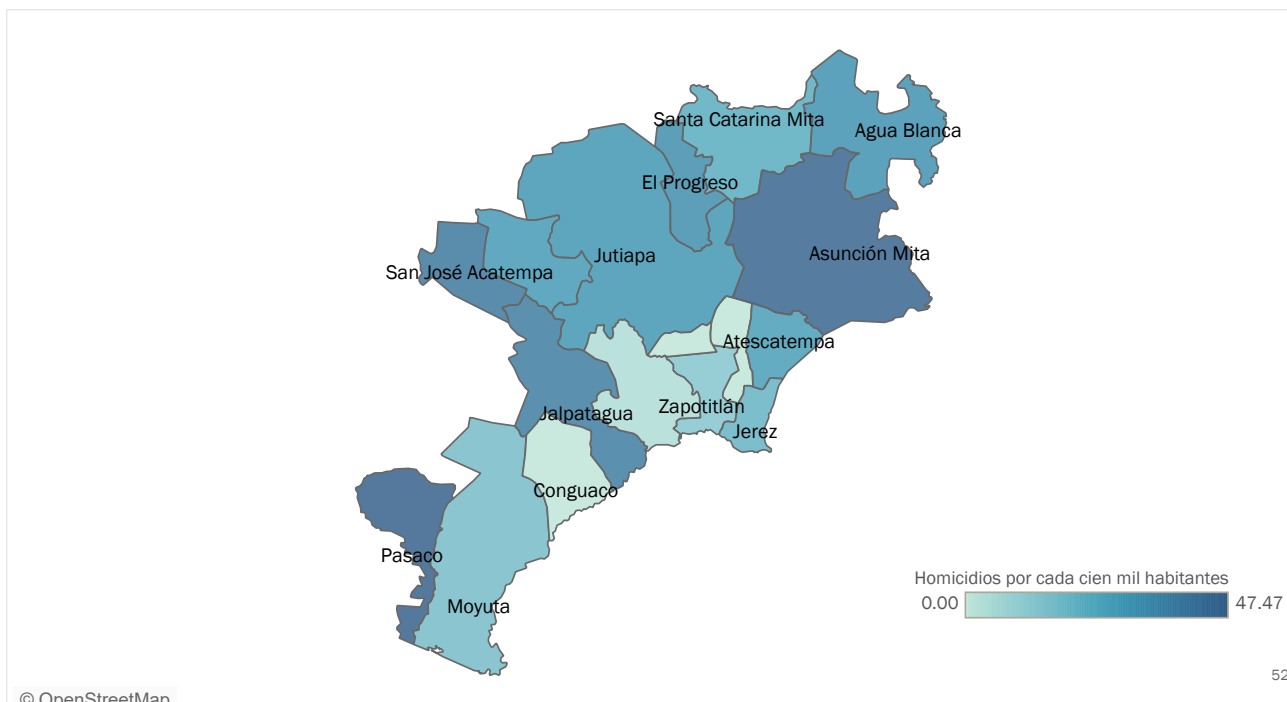 Santa Catarina Mita
Agua Blanca
El Progreso
Asunción Mita
Jutiapa
San José Acatempa
Atescatempa
Zapotitlán
Jalpatagua
Jerez
Conguaco
Pasaco
Moyuta
Homicidios por cada cien mil habitantes
0.00
47.47
52
© OpenStreetMap